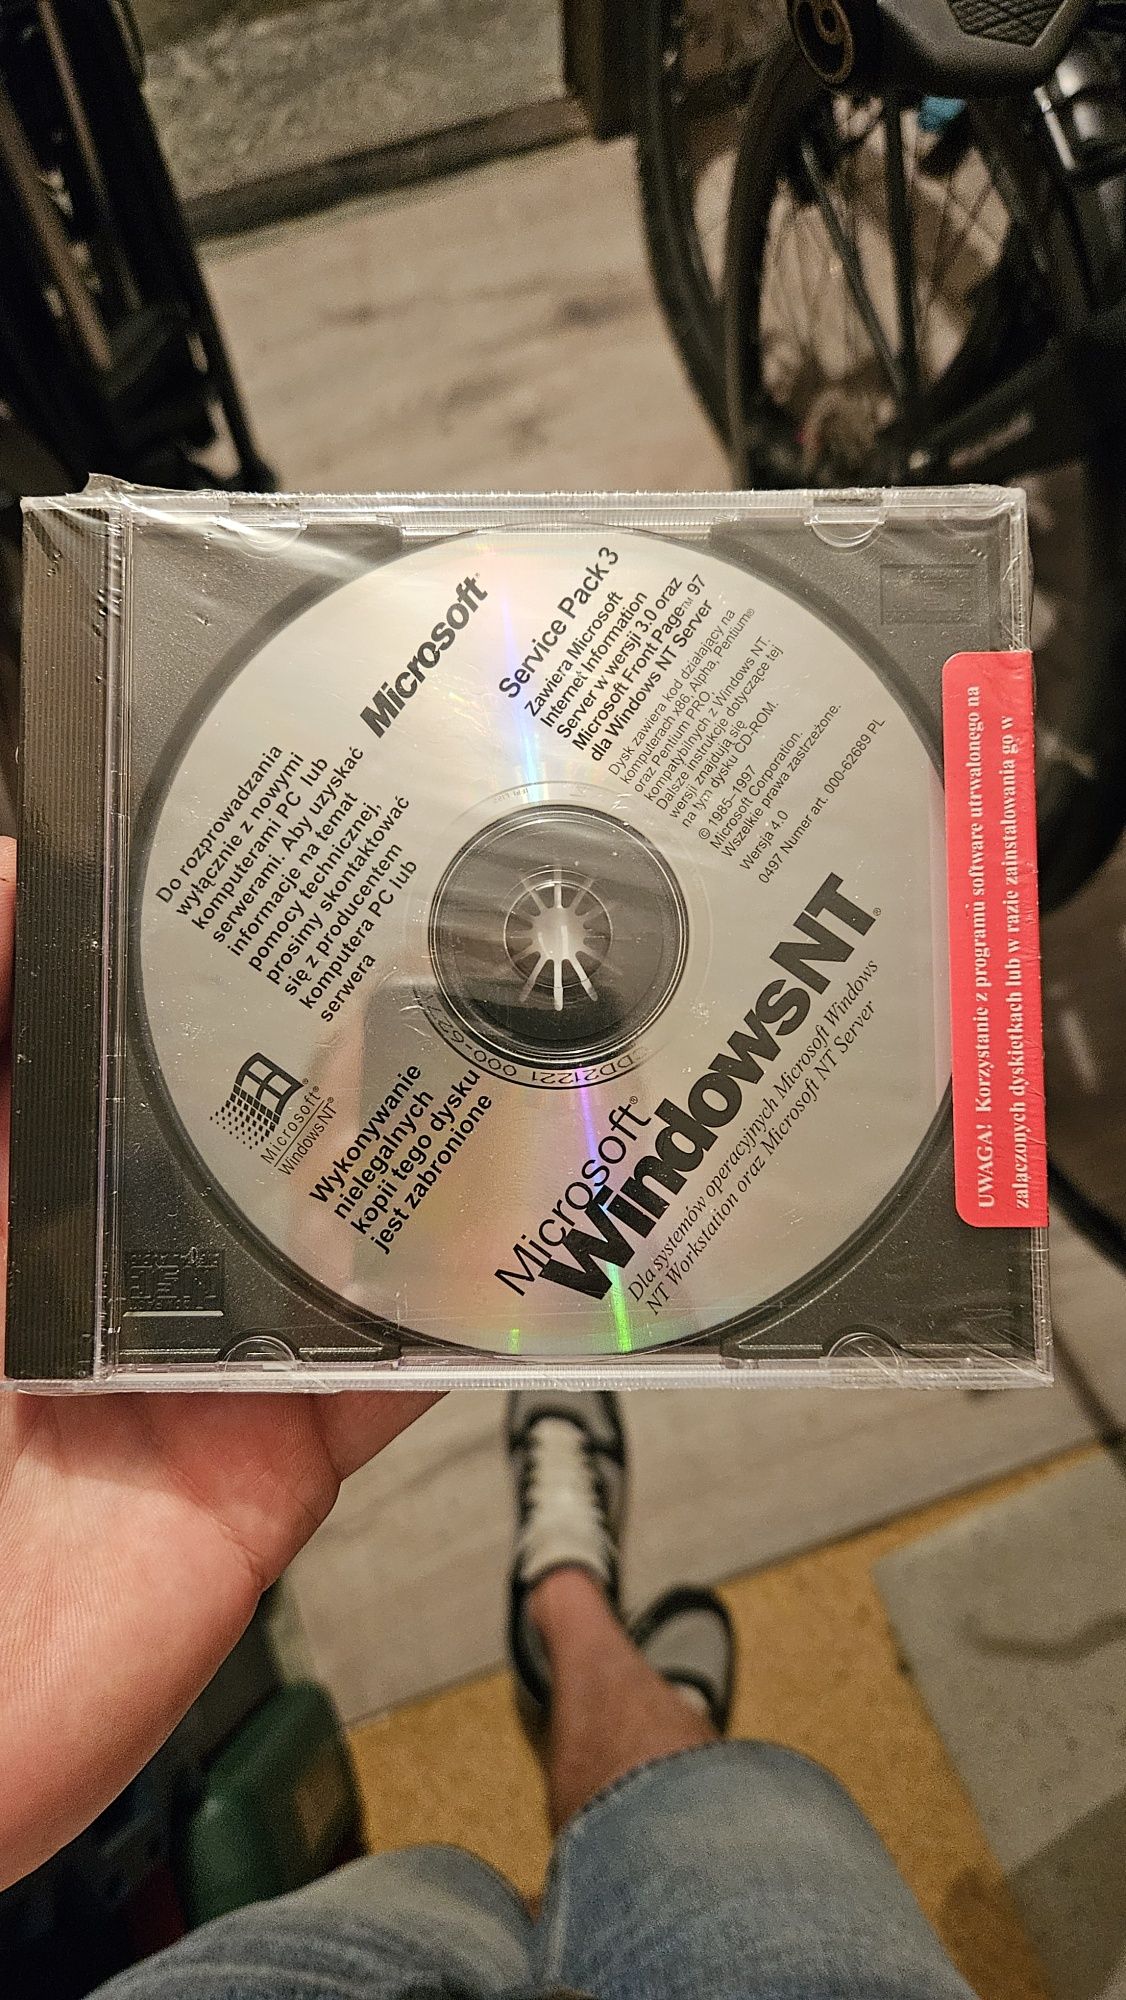 Microsoft®
Service Pack 3
Zawiera Microsoft
Internet Information
Server w wersji 3.0 oraz
Microsoft Front Page™ 97
dla Windows NT Server
Dysk zawiera kod działający na
komputerach x86, Alpha, Pentium®
oraz Pentium PRO,
kompatybilnych z Windows NT.
Dalsze instrukcje dotyczące tej
wersji znajdują się
na tym dysku CD-ROM.
© 1985–1997
Microsoft Corporation.
Wszelkie prawa zastrzeżone.
Wersja 4.0
0497 Numer art. 000-62689 PL
Do rozprowadzania
wyłącznie z nowymi
komputerami PC lub
serwerami. Aby uzyskać
informacje na temat
pomocy technicznej,
prosimy skontaktować
się z producentem
komputera PC lub
serwera
Microsoft®
Windows NT®
Wykonywanie
nielegalnych
kopii tego dysku
jest zabronione
Microsoft®
WindowsNT®
Dla systemów operacyjnych Microsoft Windows
NT Workstation oraz Microsoft NT Server
UWAGA! Korzystanie z programu software utrwalonego na
załączonych dyskietkach lub w razie zainstalowania go w